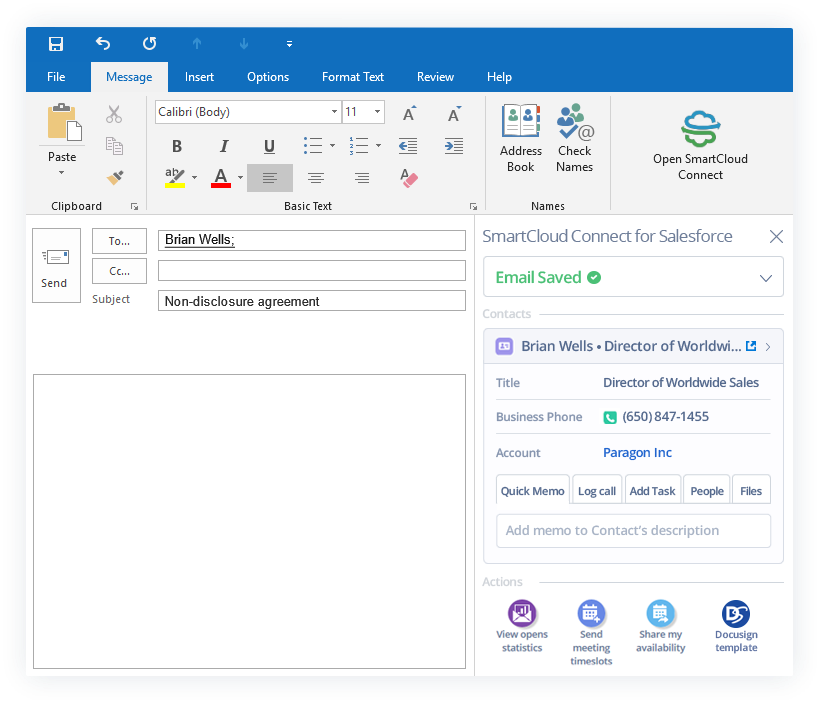 File Message Insert Options Format Text Review Help
Calibri (Body) 11 A A
Paste
B I U
ab A A
Address
Book
Check
Names
@
Open SmartCloud
Connect
Clipboard Basic Text Names
Send
To... Brian Wells;
Cc...
Subject Non-disclosure agreement
SmartCloud Connect for Salesforce
Email Saved
Contacts
Brian Wells • Director of Worldwi...
Title Director of Worldwide Sales
Business Phone (650) 847-1455
Account Paragon Inc
Quick Memo Log call Add Task People Files
Add memo to Contact's description
Actions
View opens
statistics
Send
meeting
timeslots
Share my
availability
Docusign
template